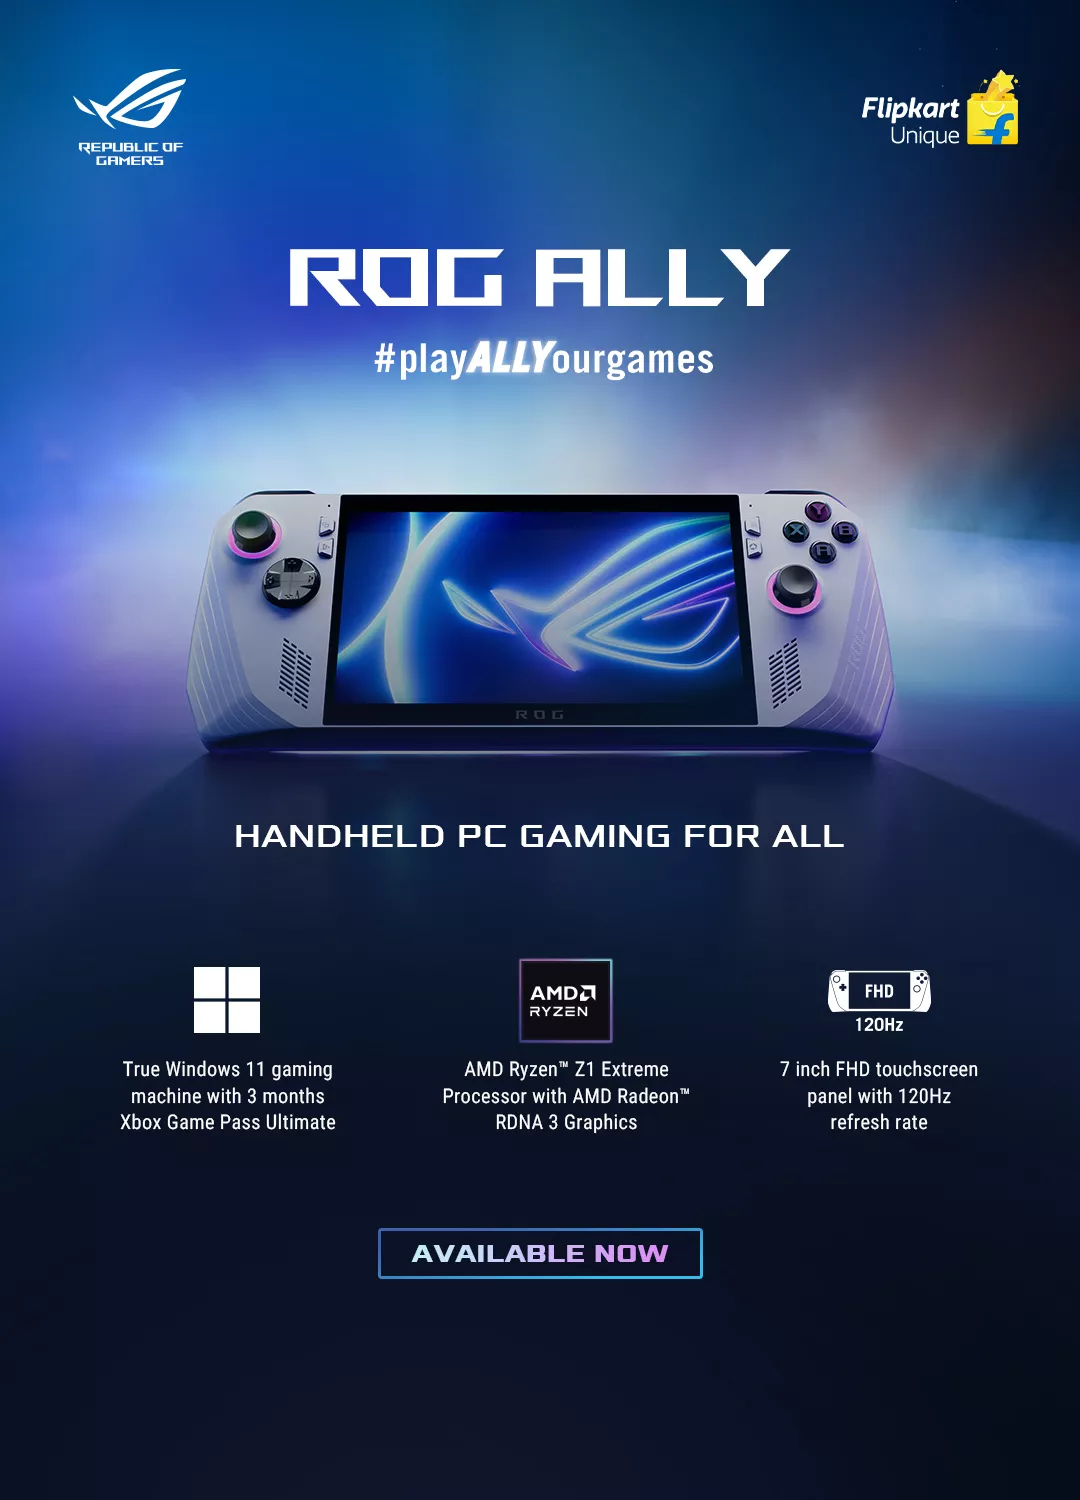 REPUBLIC OF
GAMERS
Flipkart
Unique
ROG ALLY
#playALLYourgames
Y
X
B
A
ROG
HANDHELD PC GAMING FOR ALL
AMD
RYZEN
FHD
120Hz
True Windows 11 gaming
machine with 3 months
Xbox Game Pass Ultimate
AMD Ryzen™ Z1 Extreme
Processor with AMD Radeon™
RDNA 3 Graphics
7 inch FHD touchscreen
panel with 120Hz
refresh rate
AVAILABLE NOW